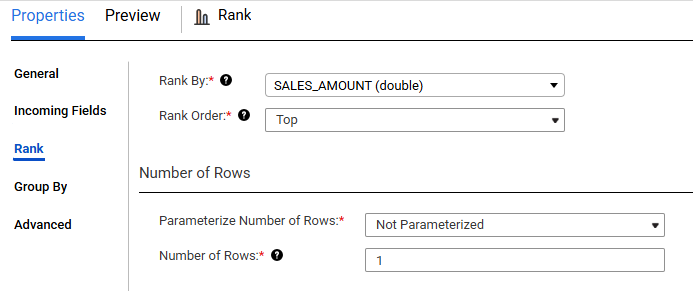 Properties Preview Rank
General
Rank By:* ? SALES_AMOUNT (double)
Incoming Fields
Rank Order:* ? Top
Rank
Number of Rows
Group By
Advanced
Parameterize Number of Rows:* Not Parameterized
Number of Rows:* ? 1